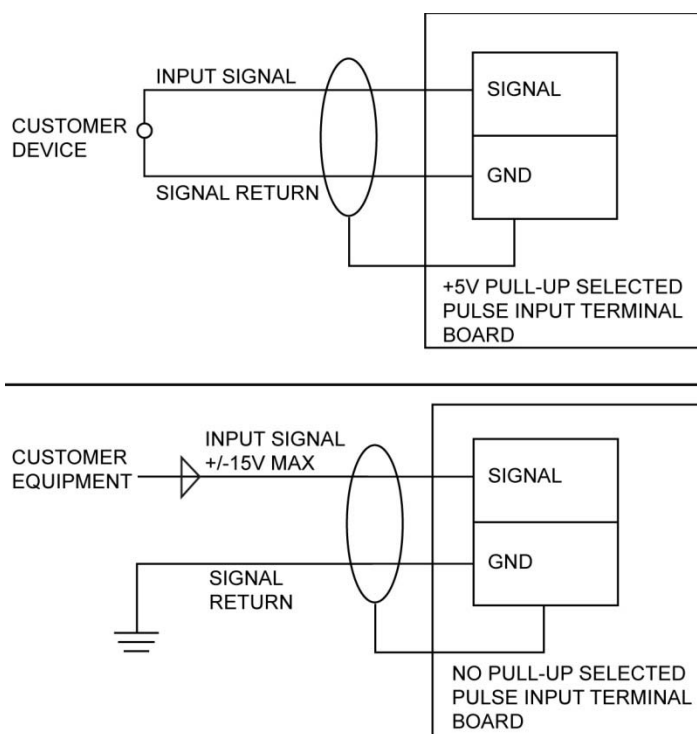 INPUT SIGNAL
SIGNAL
CUSTOMER
DEVICE
GND
SIGNAL RETURN
+5V PULL-UP SELECTED
PULSE INPUT TERMINAL
BOARD
INPUT SIGNAL
+/-15V MAX
CUSTOMER
EQUIPMENT
SIGNAL
GND
SIGNAL
RETURN
NO PULL-UP SELECTED
PULSE INPUT TERMINAL
BOARD